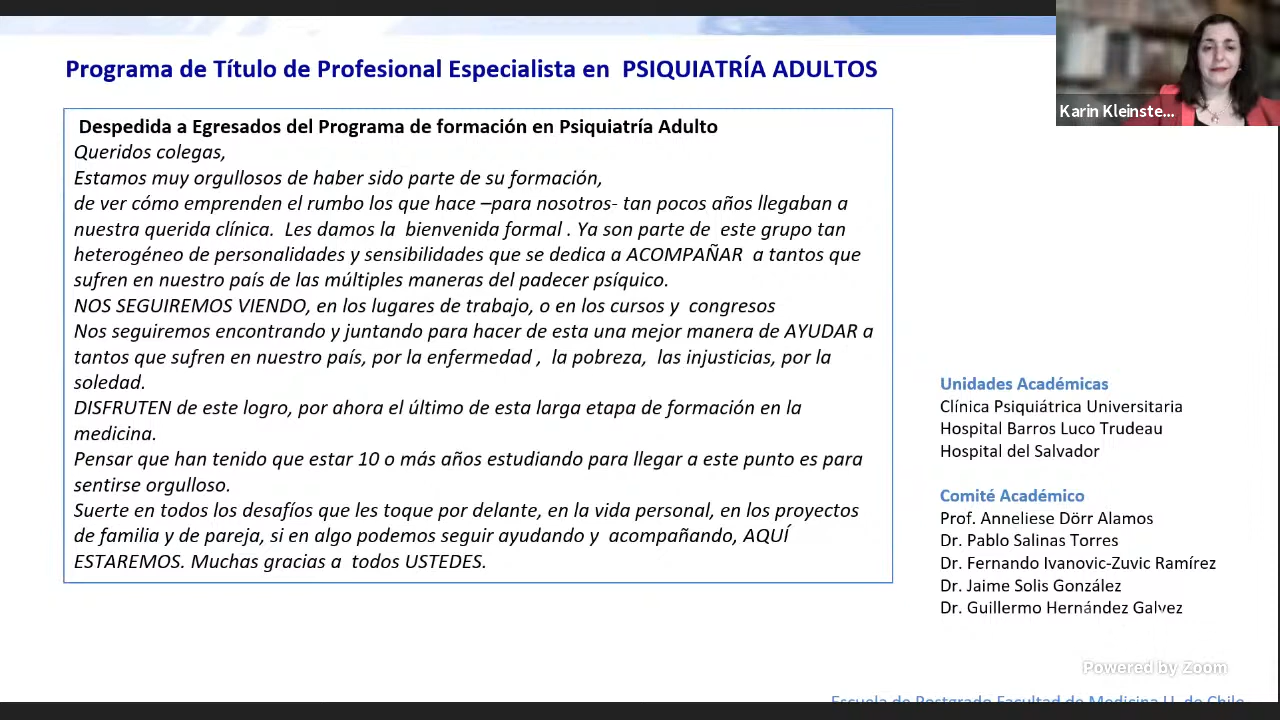 Programa de Título de Profesional Especialista en PSIQUIATRÍA ADULTOS
Karin Kleinste...
Despedida a Egresados del Programa de formación en Psiquiatría Adulto
Queridos colegas,
Estamos muy orgullosos de haber sido parte de su formación,
de ver cómo emprenden el rumbo los que hace –para nosotros- tan pocos años llegaban a
nuestra querida clínica. Les damos la bienvenida formal . Ya son parte de este grupo tan
heterogéneo de personalidades y sensibilidades que se dedica a ACOMPAÑAR a tantos que
sufren en nuestro país de las múltiples maneras del padecer psíquico.
NOS SEGUIREMOS VIENDO, en los lugares de trabajo, o en los cursos y congresos
Nos seguiremos encontrando y juntando para hacer de esta una mejor manera de AYUDAR a
tantos que sufren en nuestro país, por la enfermedad , la pobreza, las injusticias, por la
soledad.
DISFRUTEN de este logro, por ahora el último de esta larga etapa de formación en la
medicina.
Pensar que han tenido que estar 10 o más años estudiando para llegar a este punto es para
sentirse orgulloso.
Suerte en todos los desafíos que les toque por delante, en la vida personal, en los proyectos
de familia y de pareja, si en algo podemos seguir ayudando y acompañando, AQUÍ
ESTAREMOS. Muchas gracias a todos USTEDES.
Unidades Académicas
Clínica Psiquiátrica Universitaria
Hospital Barros Luco Trudeau
Hospital del Salvador
Comité Académico
Prof. Anneliese Dörr Alamos
Dr. Pablo Salinas Torres
Dr. Fernando Ivanovic-Zuvic Ramírez
Dr. Jaime Solis González
Dr. Guillermo Hernández Galvez
Powered by Zoom
Escuela de Postgrado Facultad de Medicina U. de Chile